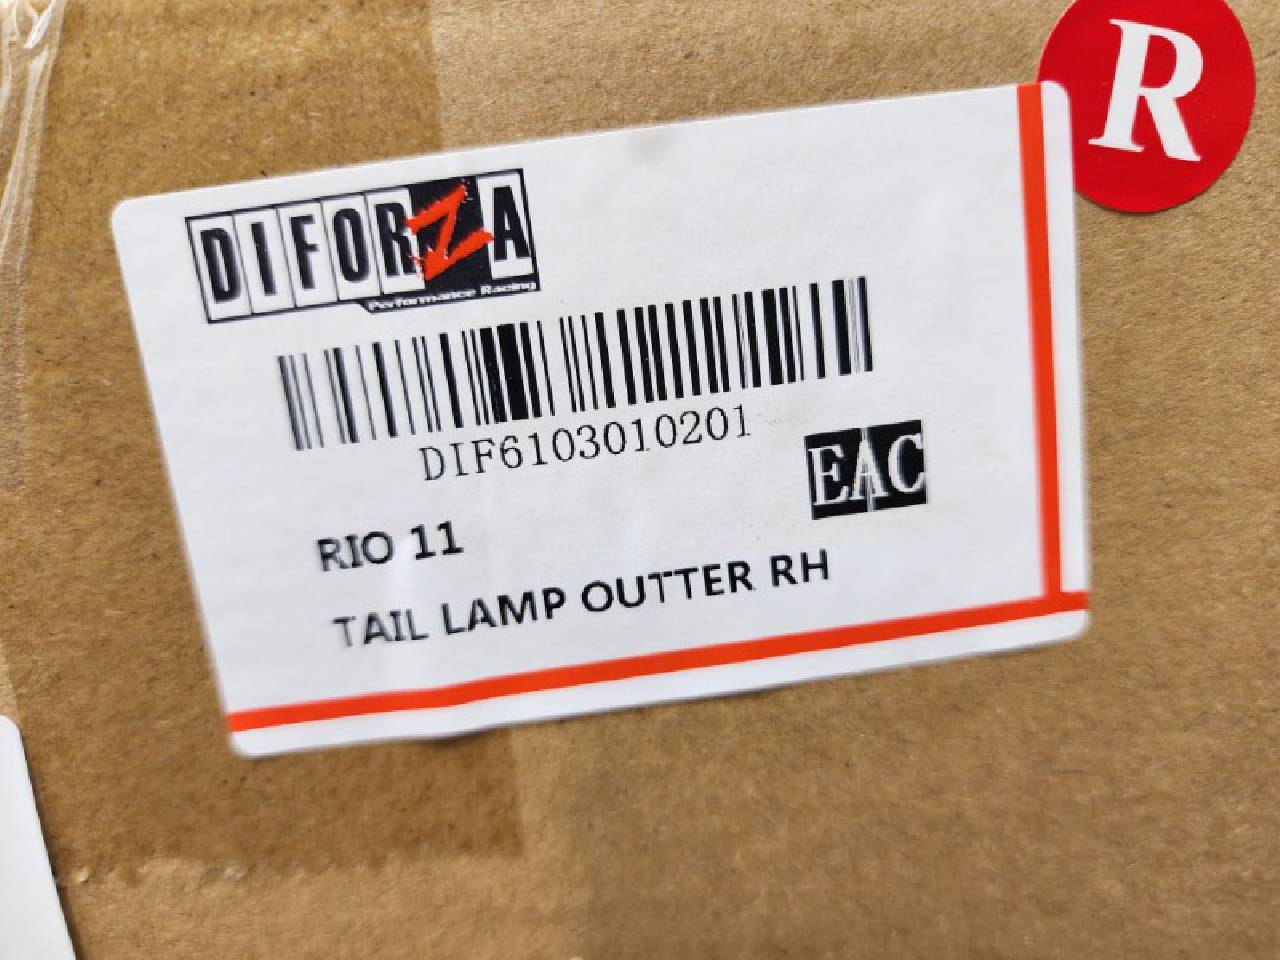 R
DIFORZA
Performance Racing
DIF6103010201
EAC
RIO 11
TAIL LAMP OUTTER RH